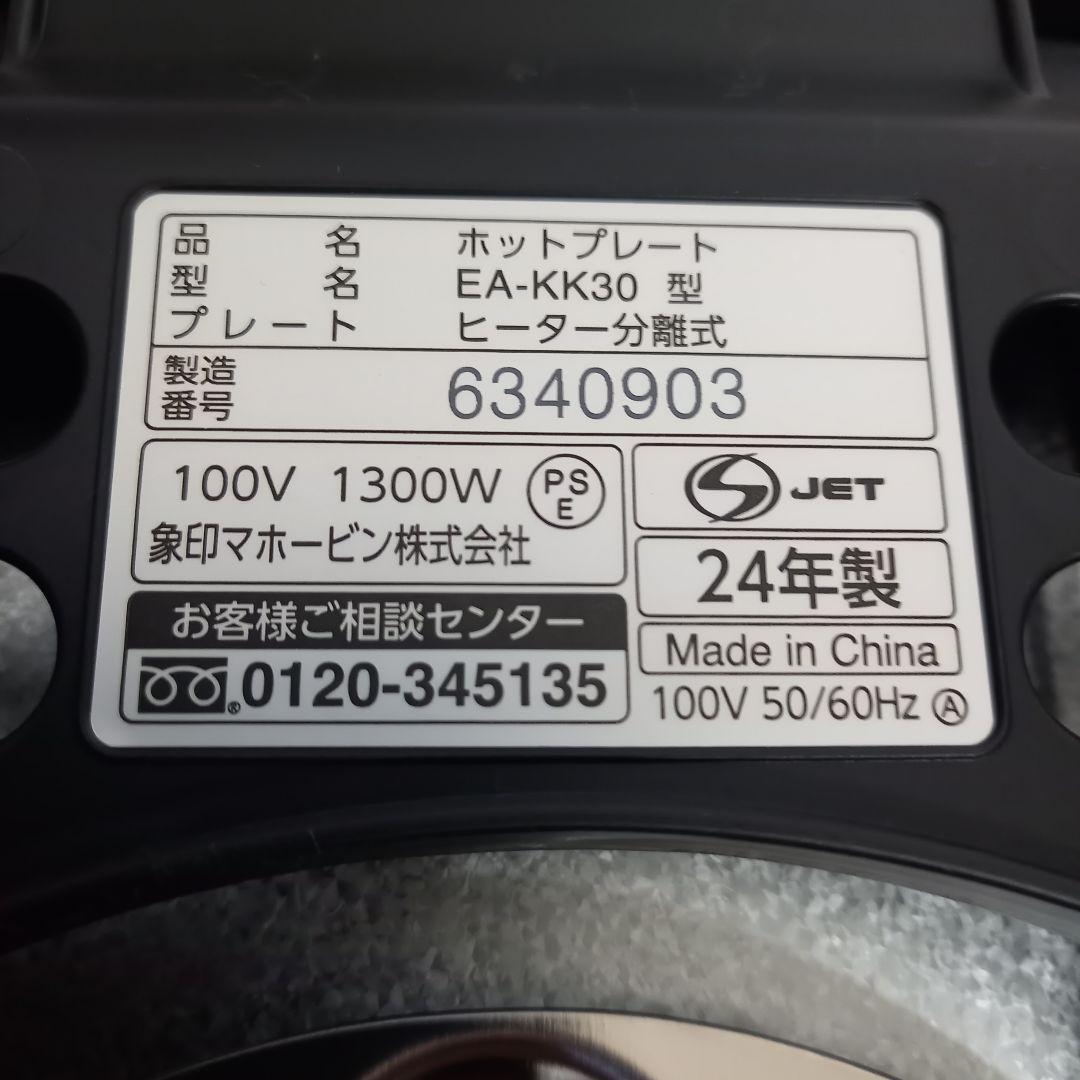 品名 ホットプレート
型名 EA-KK30 型
プレート ヒーター分離式
製造番号 6340903
100V 1300W PSE
象印マホービン株式会社
S JET
24年製
Made in China
100V 50/60Hz Ⓐ
お客様ご相談センター
®0120-345135